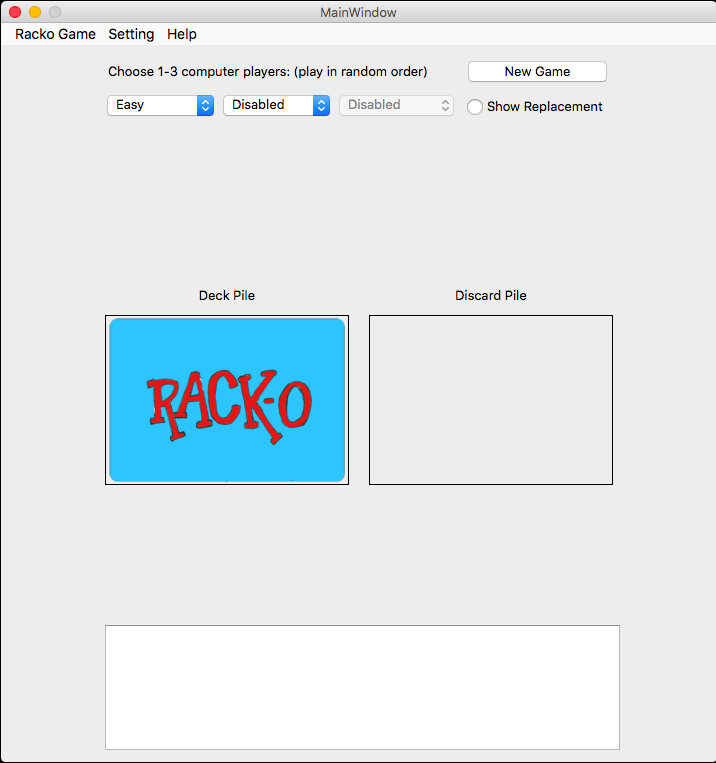 MainWindow
Racko Game Setting Help
Choose 1-3 computer players: (play in random order) New Game
Easy Disabled Disabled Show Replacement
Deck Pile Discard Pile
RACK-O